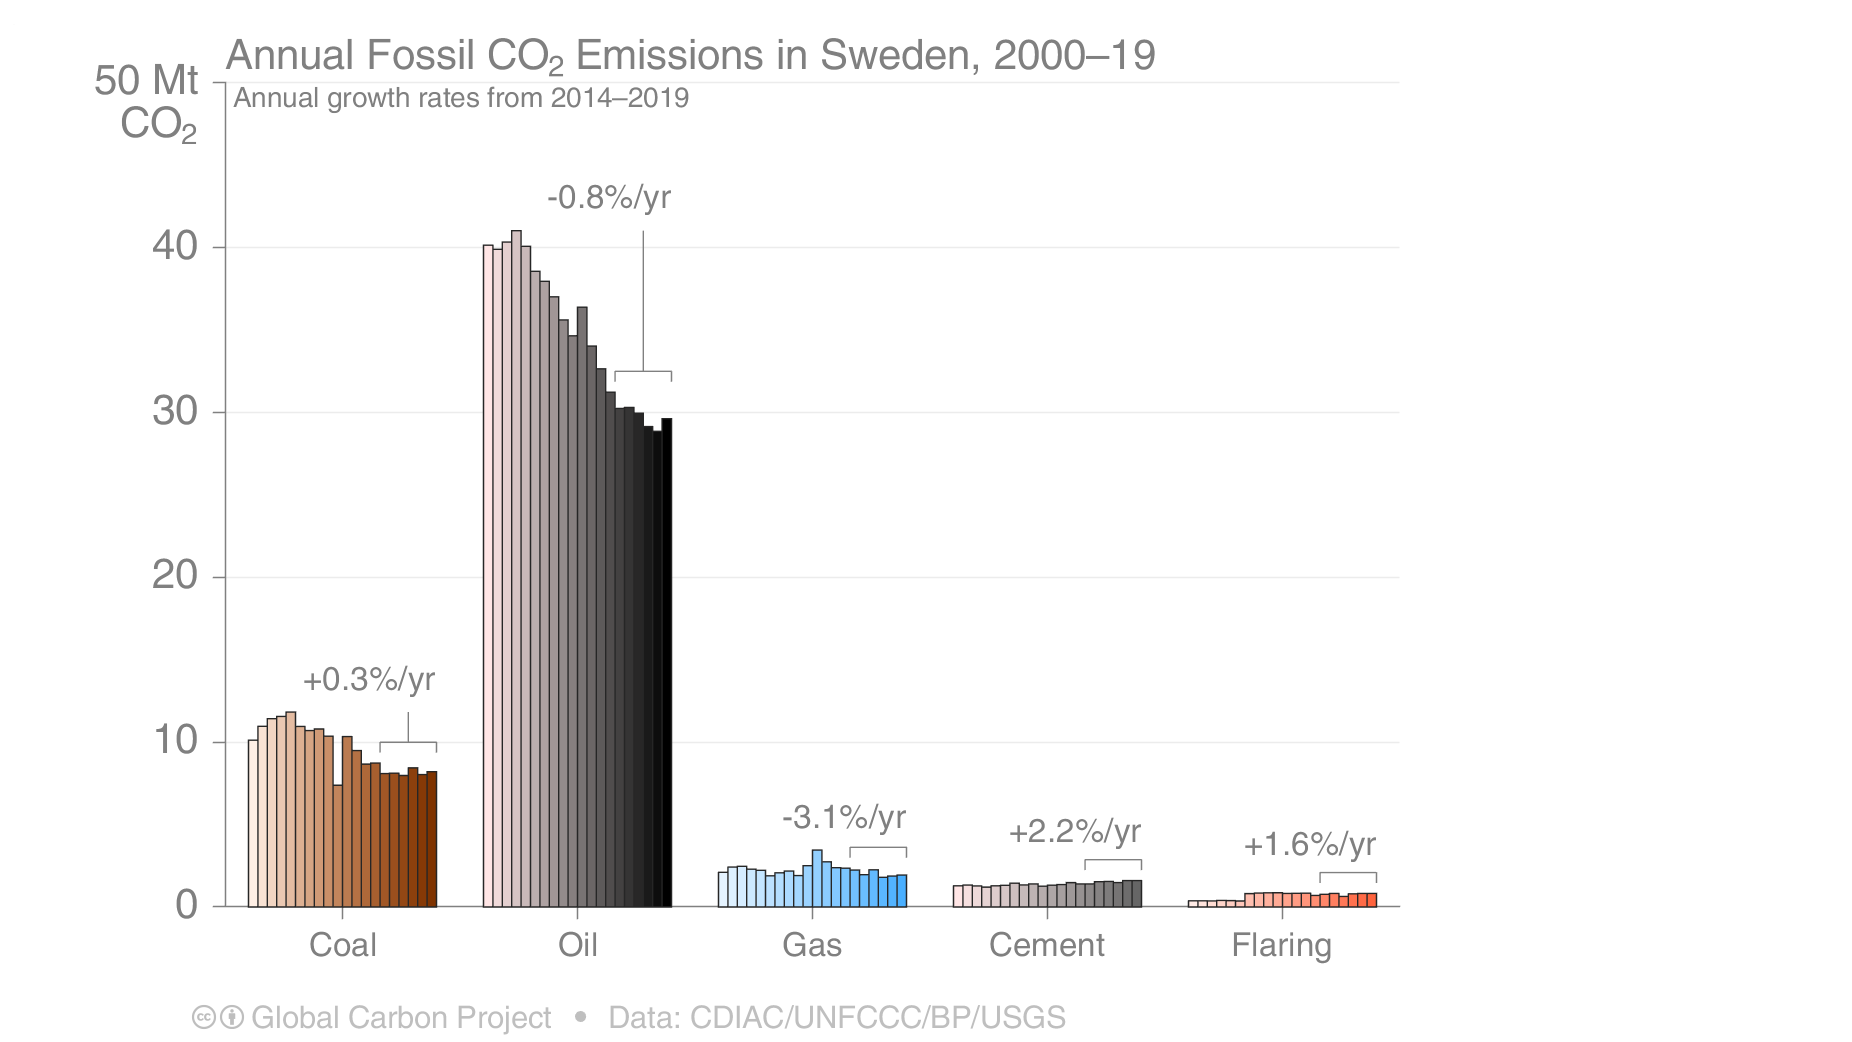 Annual Fossil CO₂ Emissions in Sweden, 2000–19
50 Mt
CO₂
Annual growth rates from 2014–2019
40
30
20
10
0
+0.3%/yr
-0.8%/yr
-3.1%/yr
+2.2%/yr
+1.6%/yr
Coal
Oil
Gas
Cement
Flaring
cc Global Carbon Project • Data: CDIAC/UNFCCC/BP/USGS